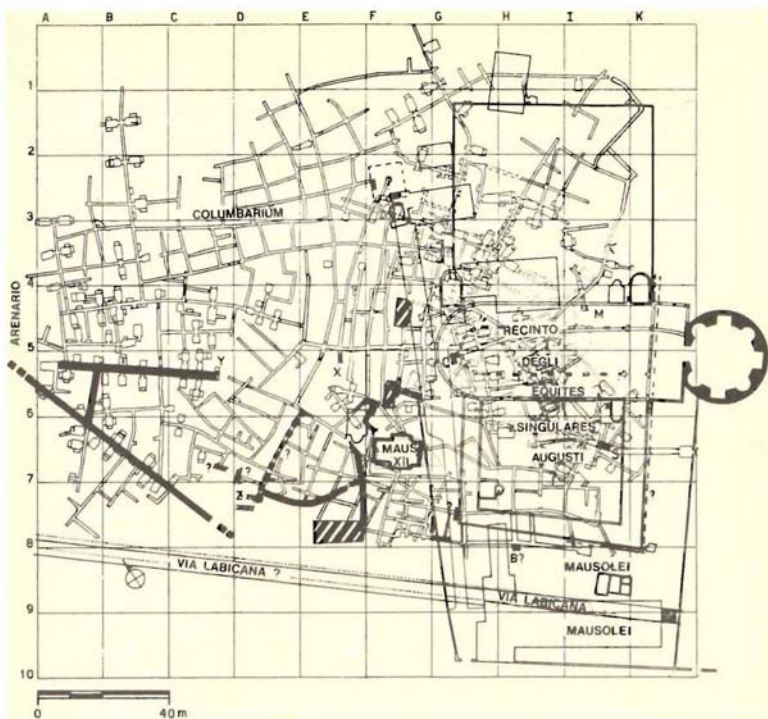 A B C D E F G H I K
1
2
3
COLUMBARIUM
4
ARENARIO
M
5
RECINTO
Y
X
C
DEGLI
EQUITES
6
SINGULARES
MAUS
XII
AUGUSTI
S
7
?
?
?
?
Z
8
B?
VIA LABICANA ?
MAUSOLEI
9
VIA LABICANA
MAUSOLEI
10
0 40 m